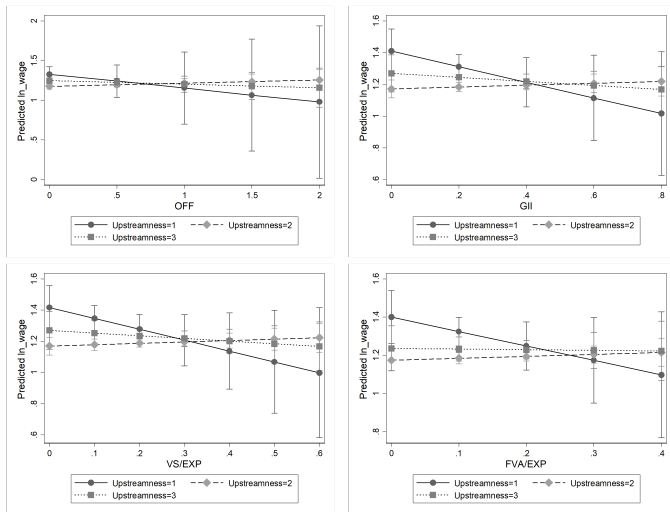 Predicted ln_wage
2
1.5
1
.5
0
0 .5 1 1.5 2
OFF
Upstreamness=1 Upstreamness=2
Upstreamness=3
Predicted ln_wage
1.6
1.4
1.2
1
.8
.6
0 .2 .4 .6 .8
GII
Upstreamness=1 Upstreamness=2
Upstreamness=3
Predicted ln_wage
1.6
1.4
1.2
1
.8
.6
0 .1 .2 .3 .4 .5 .6
VS/EXP
Upstreamness=1 Upstreamness=2
Upstreamness=3
Predicted ln_wage
1.6
1.4
1.2
1
.8
0 .1 .2 .3 .4
FVA/EXP
Upstreamness=1 Upstreamness=2
Upstreamness=3